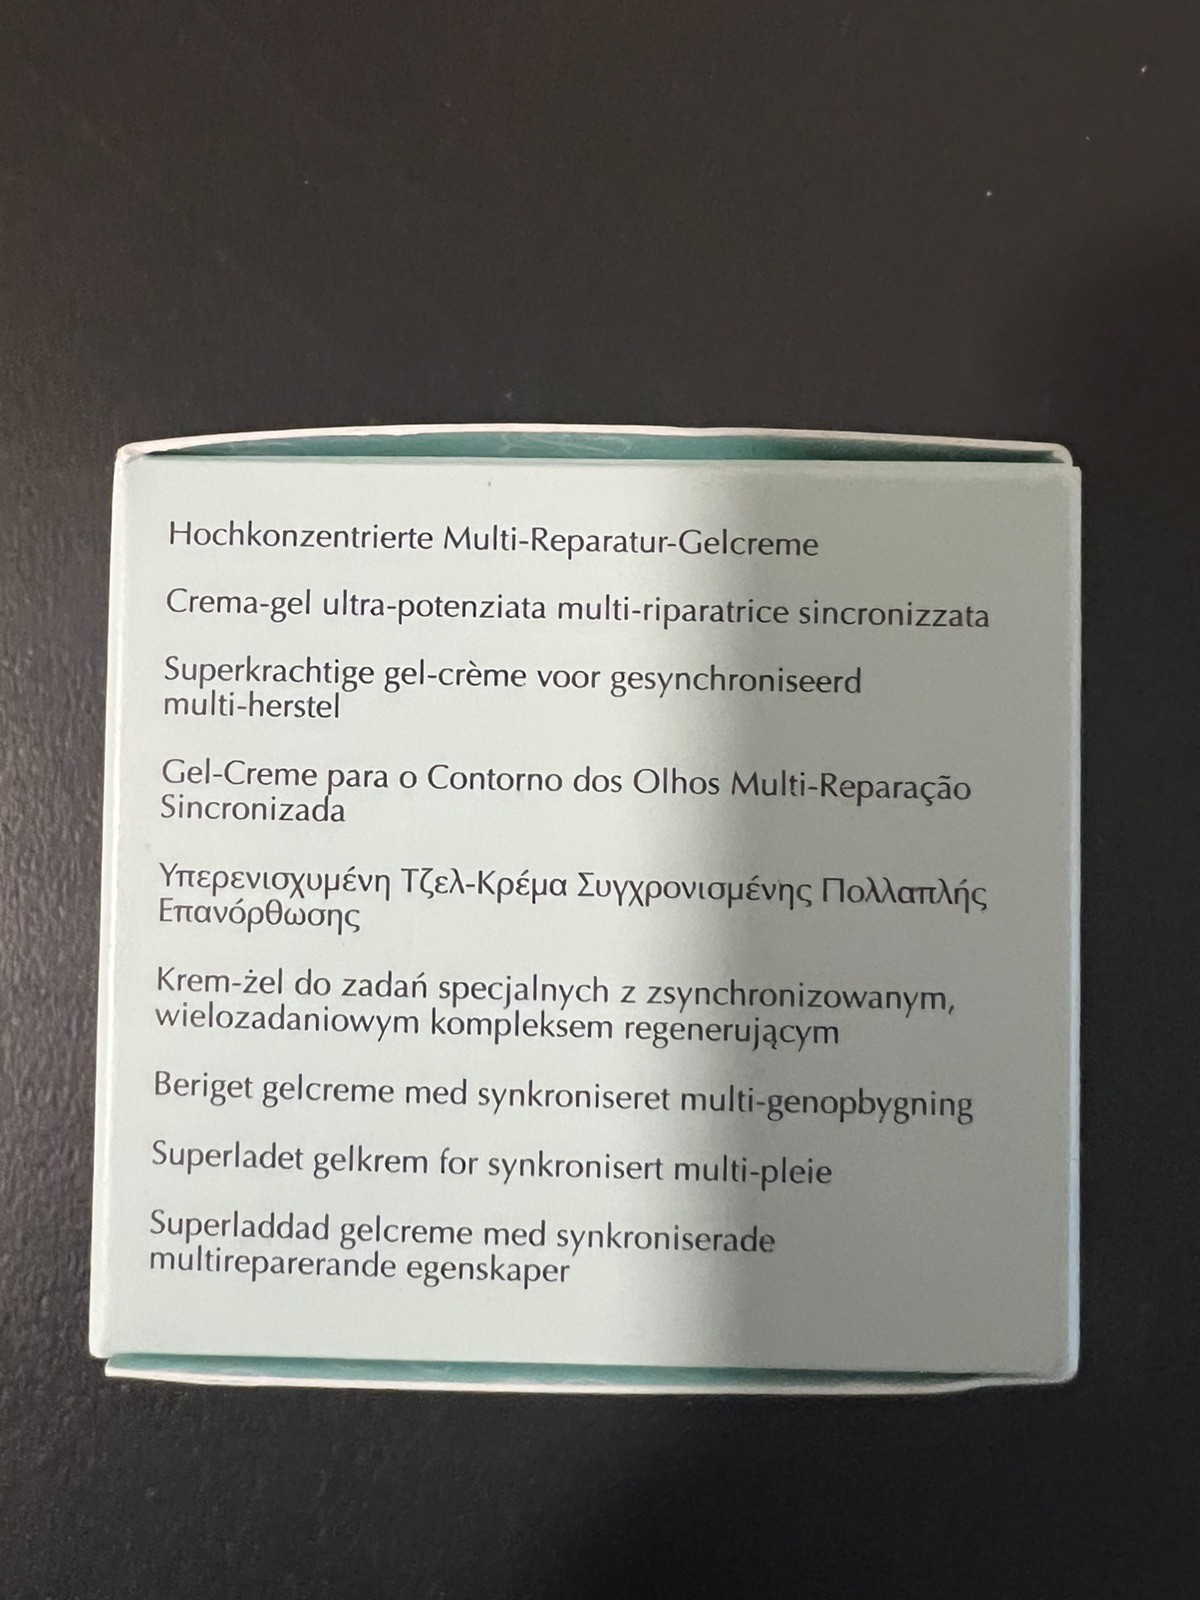 Hochkonzentrierte Multi-Reparatur-Gelcreme
Crema-gel ultra-potenziata multi-riparatrice sincronizzata
Superkrachtige gel-crème voor gesynchroniseerd
multi-herstel
Gel-Creme para o Contorno dos Olhos Multi-Reparação
Sincronizada
Υπερενισχυμένη Τζελ-Κρέμα Συγχρονισμένης Πολλαπλής
Επανόρθωσης
Krem-żel do zadań specjalnych z zsynchronizowanym,
wielozadaniowym kompleksem regenerującym
Beriget gelcreme med synkroniseret multi-genopbygning
Superladet gelkrem for synkronisert multi-pleie
Superladdad gelcreme med synkroniserade
multireparerande egenskaper